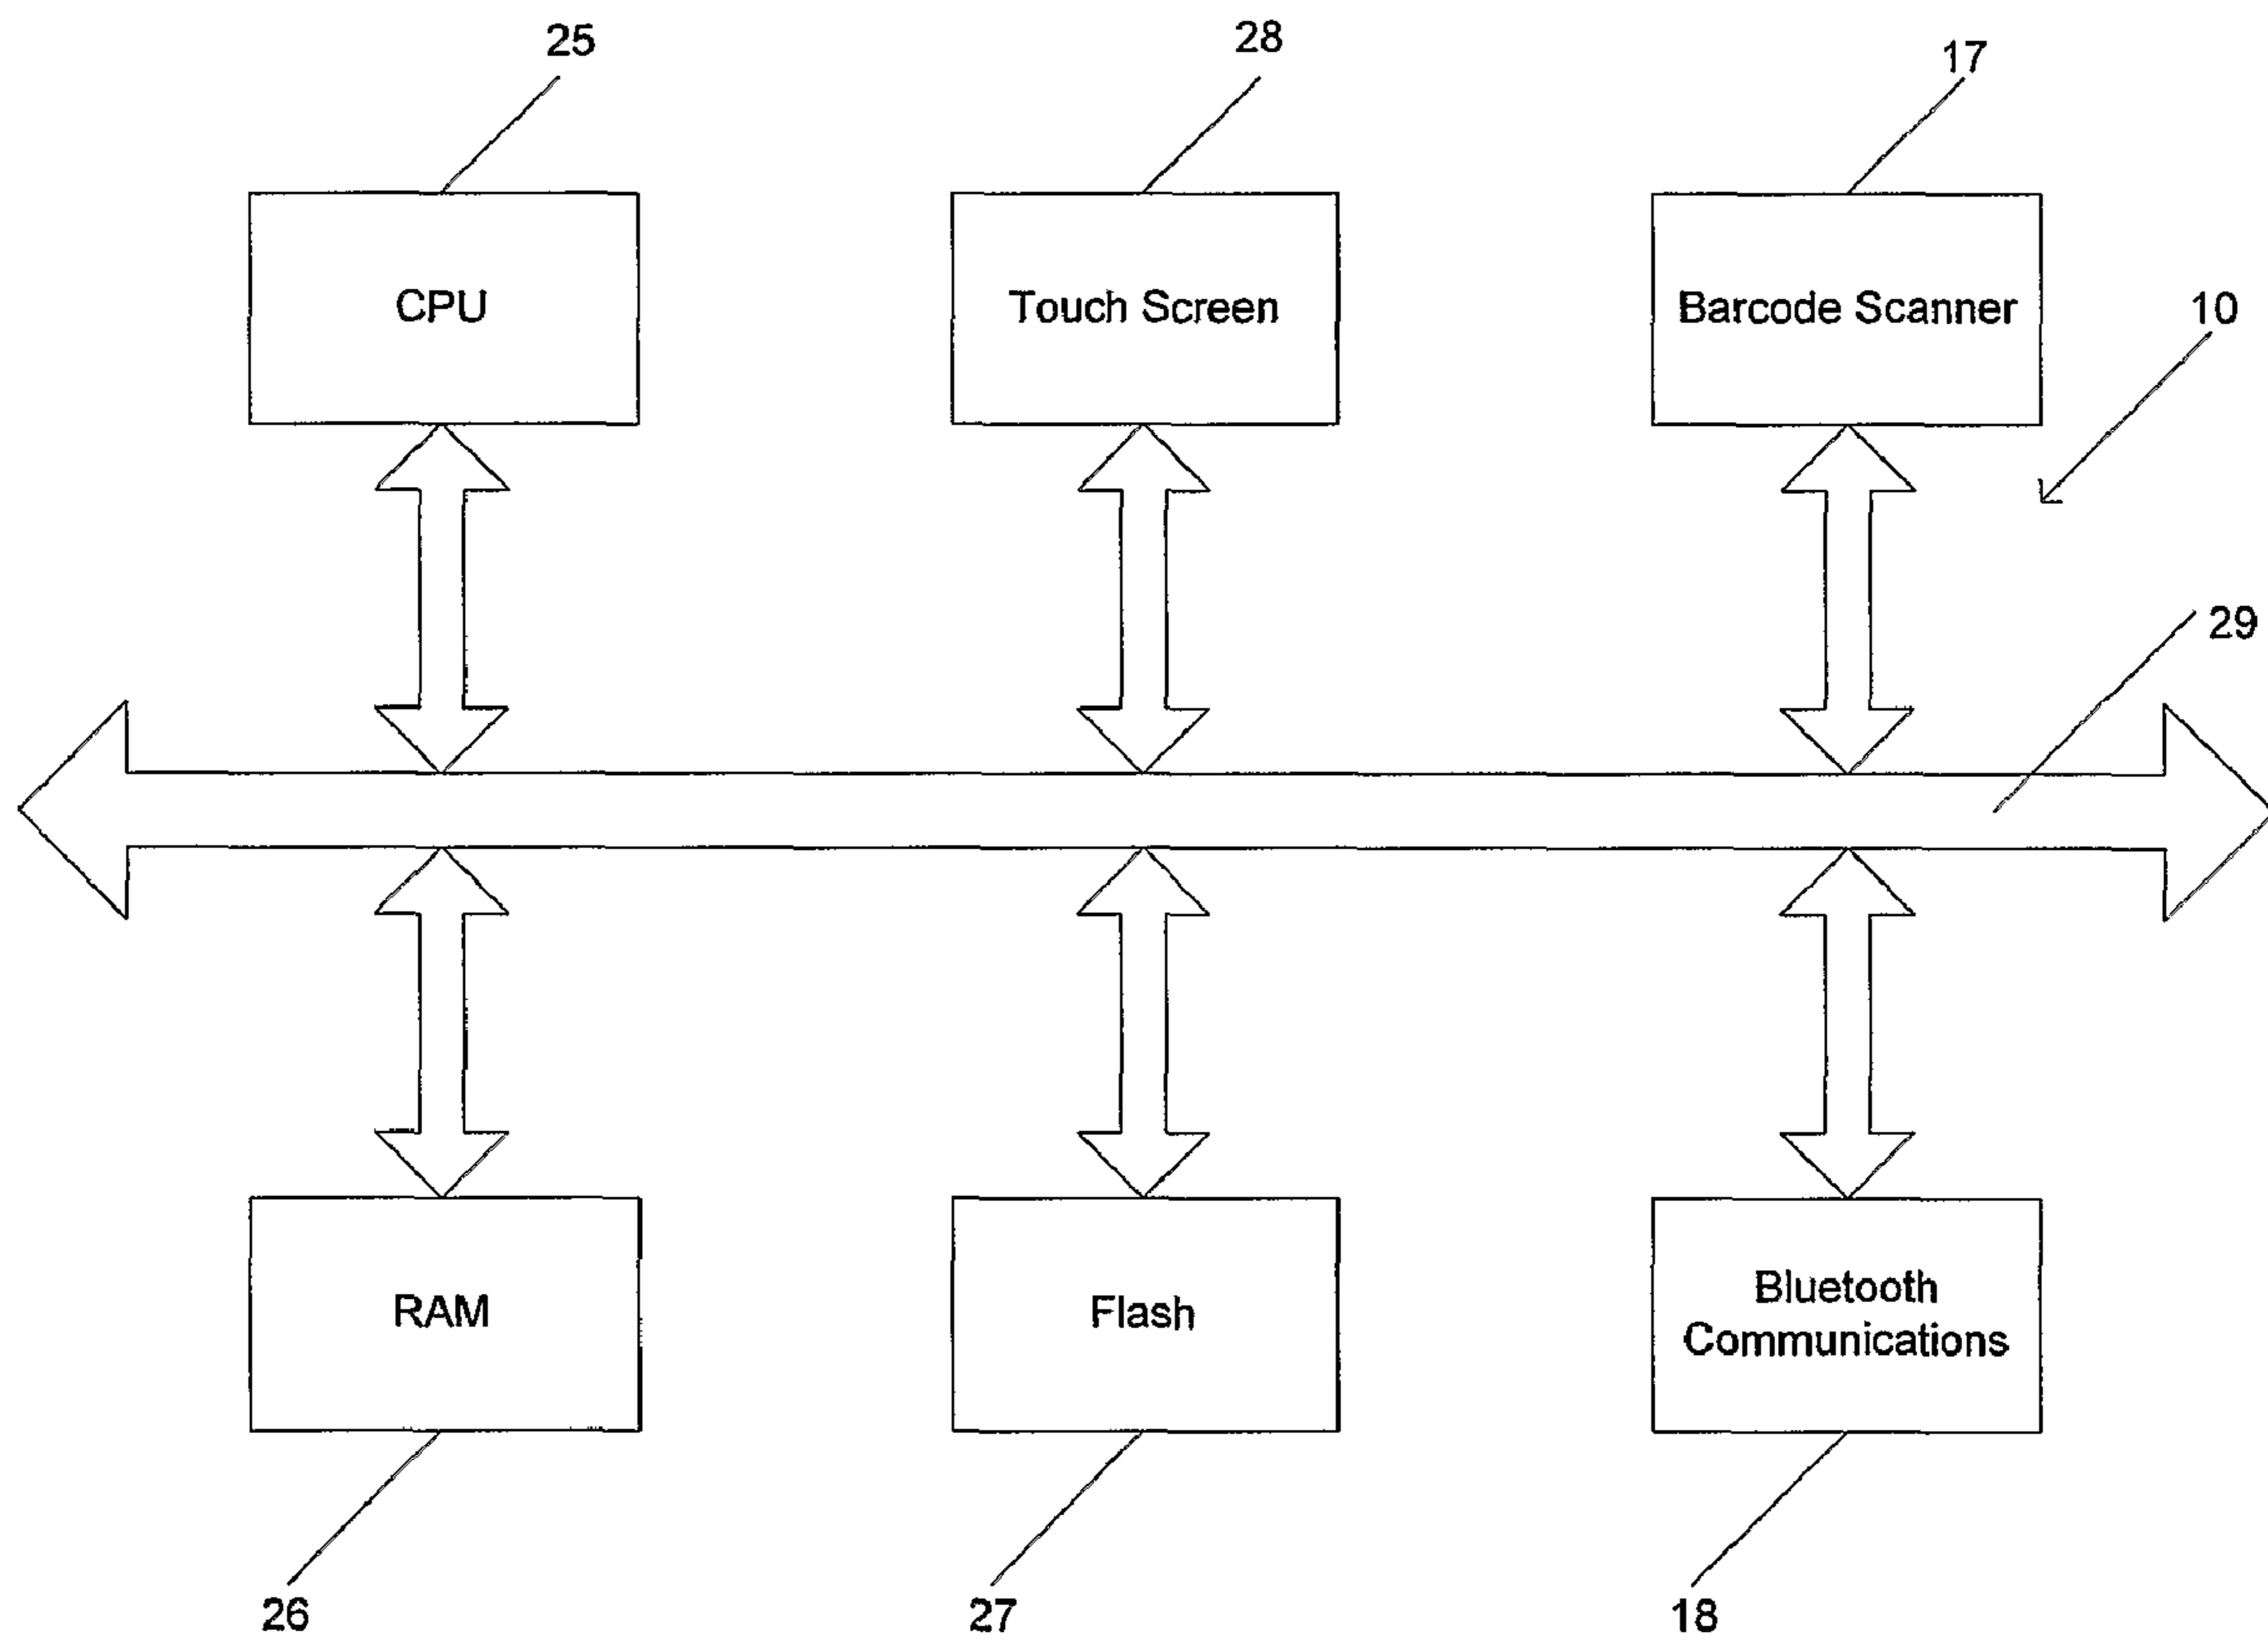 25
28
17
CPU
Touch Screen
Barcode Scanner
10
29
RAM
Flash
Bluetooth
Communications
26
27
18